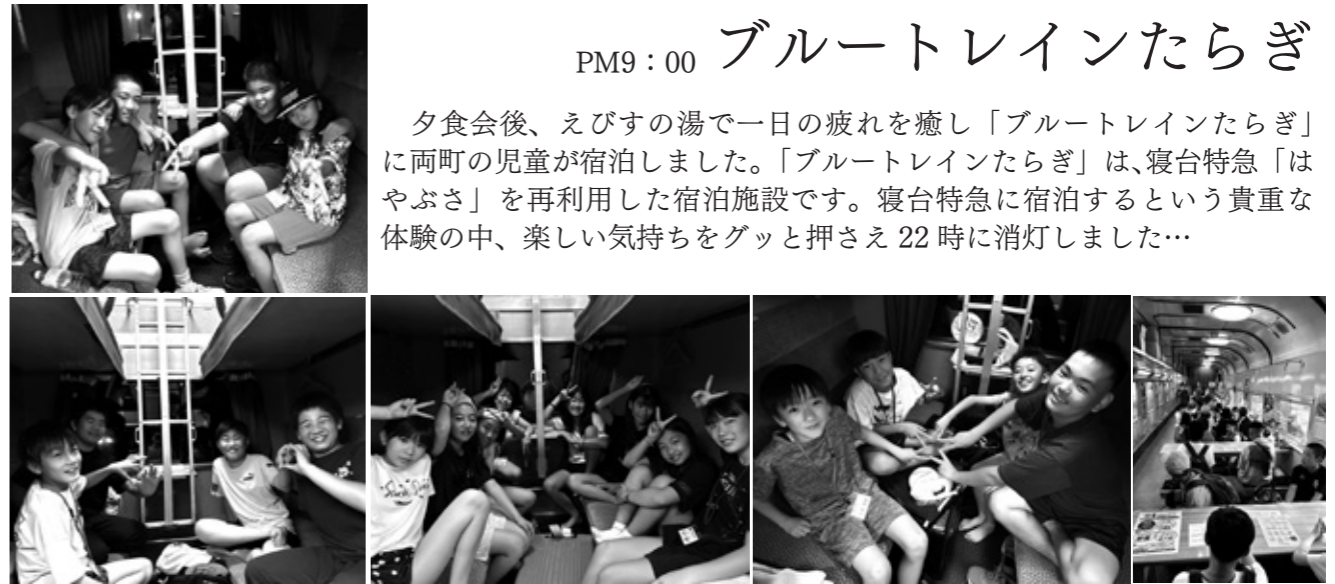 PM9：00 ブルートレインたらぎ
夕食会後、えびすの湯で一日の疲れを癒し「ブルートレインたらぎ」
に両町の児童が宿泊しました。「ブルートレインたらぎ」は、寝台特急「は
やぶさ」を再利用した宿泊施設です。寝台特急に宿泊するという貴重な
体験の中、楽しい気持ちをグッと押さえ 22 時に消灯しました…